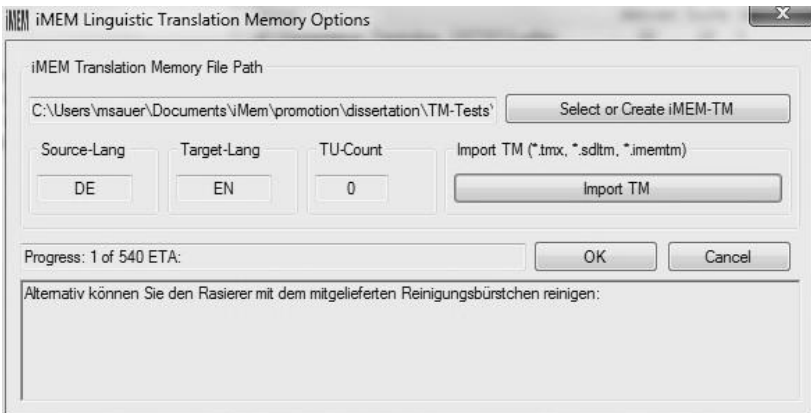 iMEM iMEM Linguistic Translation Memory Options
x
iMEM Translation Memory File Path
C:\Users\msauer\Documents\iMem\promotion\dissertation\TM-Tests\ Select or Create iMEM-TM
Source-Lang Target-Lang TU-Count Import TM (*.tmx, *.sdltm, *.imemtm)
DE EN 0 Import TM
Progress: 1 of 540 ETA: OK Cancel
Alternativ können Sie den Rasierer mit dem mitgelieferten Reinigungsbürstchen reinigen: